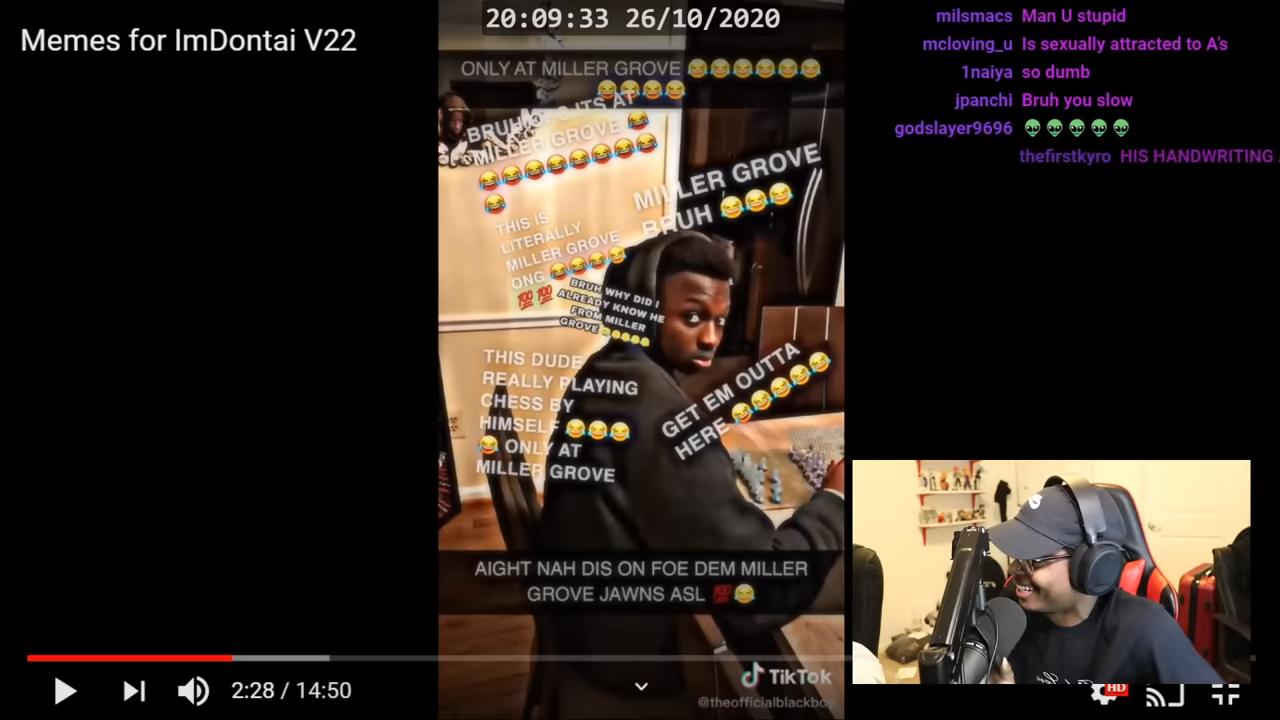 20:09:33 26/10/2020
Memes for ImDontai V22
milsmacs Man U stupid
mcloving_u Is sexually attracted to A's
1naiya so dumb
jpanchi Bruh you slow
godslayer9696 👽👽👽👽👽
thefirstkyro HIS HANDWRITING
ONLY AT MILLER GROVE 😂😂😂😂😂😂
😂😂😂😂
ITS AT
MILLER GROVE 😂
😂😂😂😂😂😂😂😂
😂
MILLER GROVE
BRUH 😂😂😂
THIS IS
LITERALLY
MILLER GROVE
ONG 😂😂😂😂
💯💯
BRUH WHY DID I
ALREADY KNOW HE
FROM MILLER
GROVE 😂😂😂😂😂
THIS DUDE
REALLY PLAYING
CHESS BY
HIMSELF 😂😂😂
😂 ONLY AT
MILLER GROVE
GET EM OUTTA
HERE 😂😂😂😂😂
AIGHT NAH DIS ON FOE DEM MILLER
GROVE JAWNS ASL 💯😂
TikTok
@theofficialblackboy
2:28 / 14:50
HD